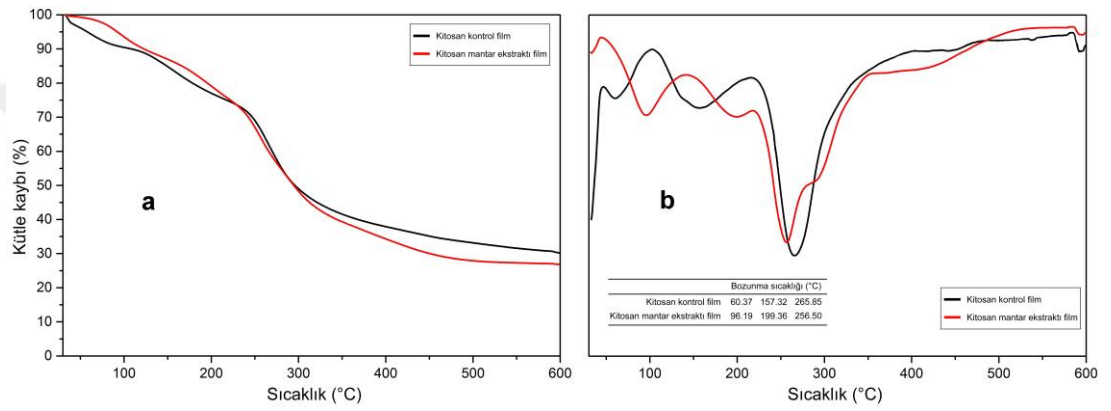 100
90
80
70
60
50
40
30
20
10
0
Kütle kaybı (%)
Kitosan kontrol film
Kitosan mantar ekstraktı film
a
100 200 300 400 500 600
Sıcaklık (°C)
b
Bozunma sıcaklığı (°C)
Kitosan kontrol film 60.37 157.32 265.85
Kitosan mantar ekstraktı film 96.19 199.36 256.50
Kitosan kontrol film
Kitosan mantar ekstraktı film
100 200 300 400 500 600
Sıcaklık (°C)